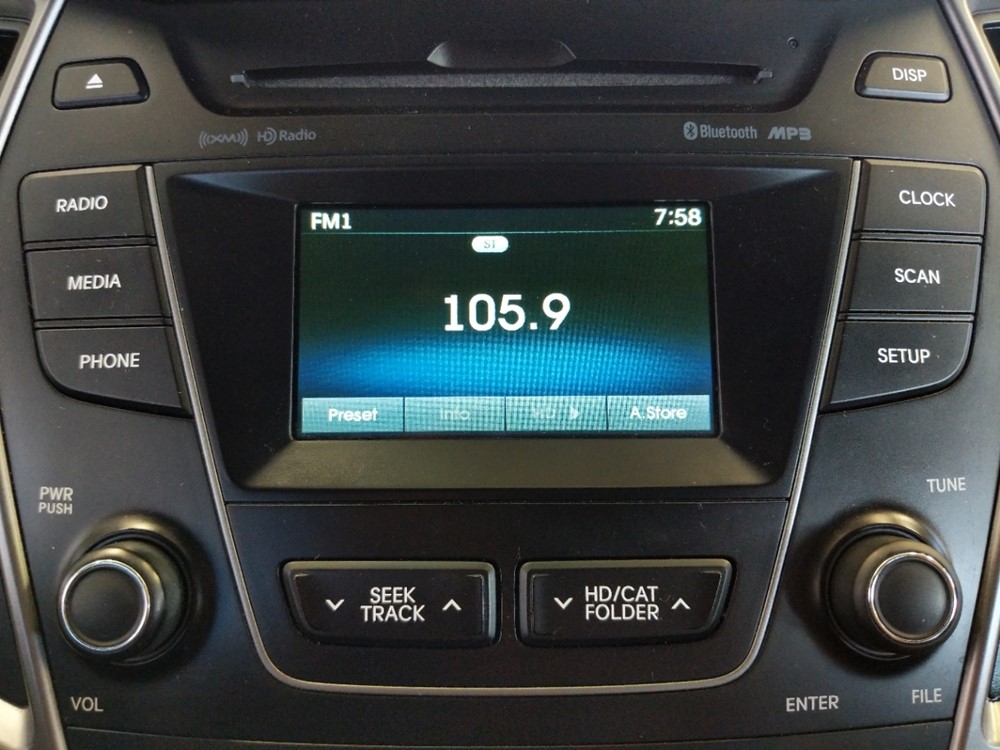 DISP
((XM)) HD Radio
Bluetooth MP3
RADIO
CLOCK
MEDIA
SCAN
PHONE
SETUP
FM1 7:58
ST
105.9
Preset Info HD A.Store
PWR
PUSH
TUNE
SEEK
TRACK
HD/CAT
FOLDER
VOL
ENTER
FILE